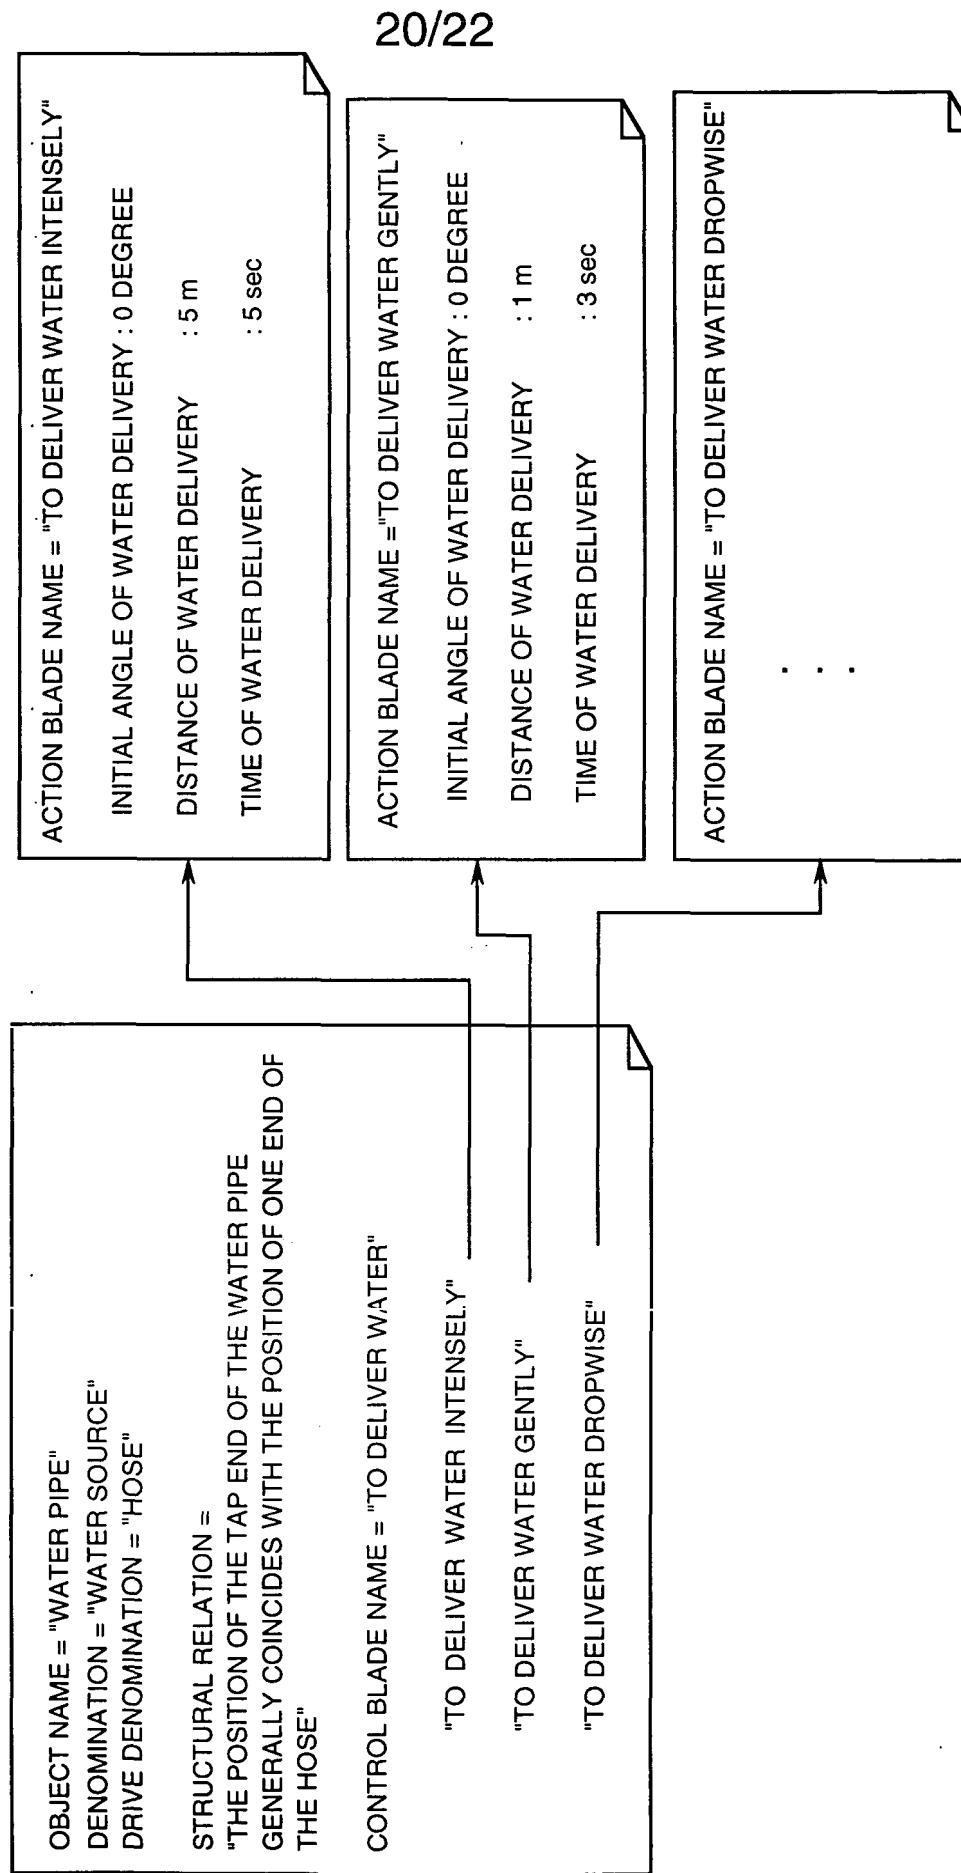 20/22
OBJECT NAME = "WATER PIPE"
DENOMINATION = "WATER SOURCE"
DRIVE DENOMINATION = "HOSE"
STRUCTURAL RELATION =
"THE POSITION OF THE TAP END OF THE WATER PIPE
GENERALLY COINCIDES WITH THE POSITION OF ONE END OF
THE HOSE"
CONTROL BLADE NAME = "TO DELIVER WATER"
"TO DELIVER WATER INTENSELY"
"TO DELIVER WATER GENTLY"
"TO DELIVER WATER DROPWISE"
ACTION BLADE NAME = "TO DELIVER WATER INTENSELY"
INITIAL ANGLE OF WATER DELIVERY : 0 DEGREE
DISTANCE OF WATER DELIVERY : 5 m
TIME OF WATER DELIVERY : 5 sec
ACTION BLADE NAME ="TO DELIVER WATER GENTLY"
INITIAL ANGLE OF WATER DELIVERY : 0 DEGREE
DISTANCE OF WATER DELIVERY : 1 m
TIME OF WATER DELIVERY : 3 sec
ACTION BLADE NAME = "TO DELIVER WATER DROPWISE"
. . .